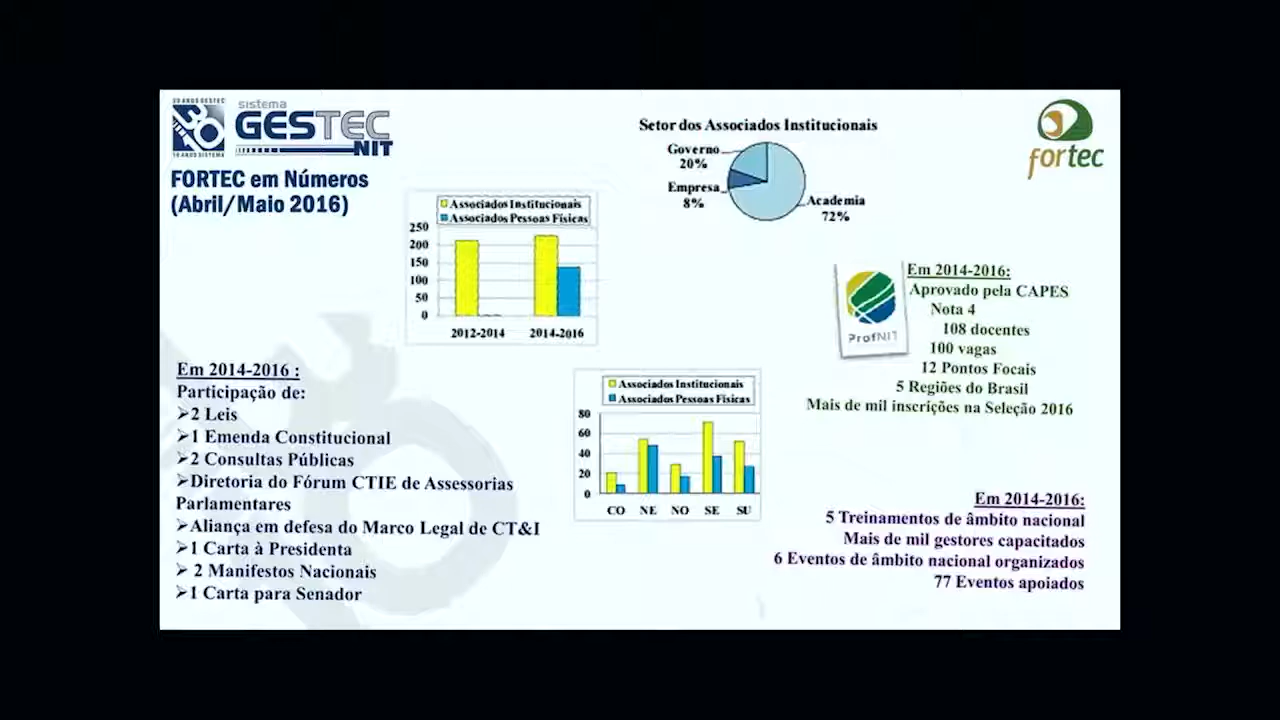 30 ANOS GESTEC
10 ANOS SISTEMA
sistema
GESTEC
NIT
FORTEC em Números
(Abril/Maio 2016)
Associados Institucionais
Associados Pessoas Físicas
250
200
150
100
50
0
2012-2014
2014-2016
Setor dos Associados Institucionais
Governo
20%
Empresa
8%
Academia
72%
fortec
ProfNIT
Em 2014-2016:
Aprovado pela CAPES
Nota 4
108 docentes
100 vagas
12 Pontos Focais
5 Regiões do Brasil
Mais de mil inscrições na Seleção 2016
Em 2014-2016 :
Participação de:
➢2 Leis
➢1 Emenda Constitucional
➢2 Consultas Públicas
➢Diretoria do Fórum CTIE de Assessorias
Parlamentares
➢Aliança em defesa do Marco Legal de CT&I
➢1 Carta à Presidenta
➢ 2 Manifestos Nacionais
➢1 Carta para Senador
Associados Institucionais
Associados Pessoas Físicas
80
60
40
20
0
CO NE NO SE SU
Em 2014-2016:
5 Treinamentos de âmbito nacional
Mais de mil gestores capacitados
6 Eventos de âmbito nacional organizados
77 Eventos apoiados